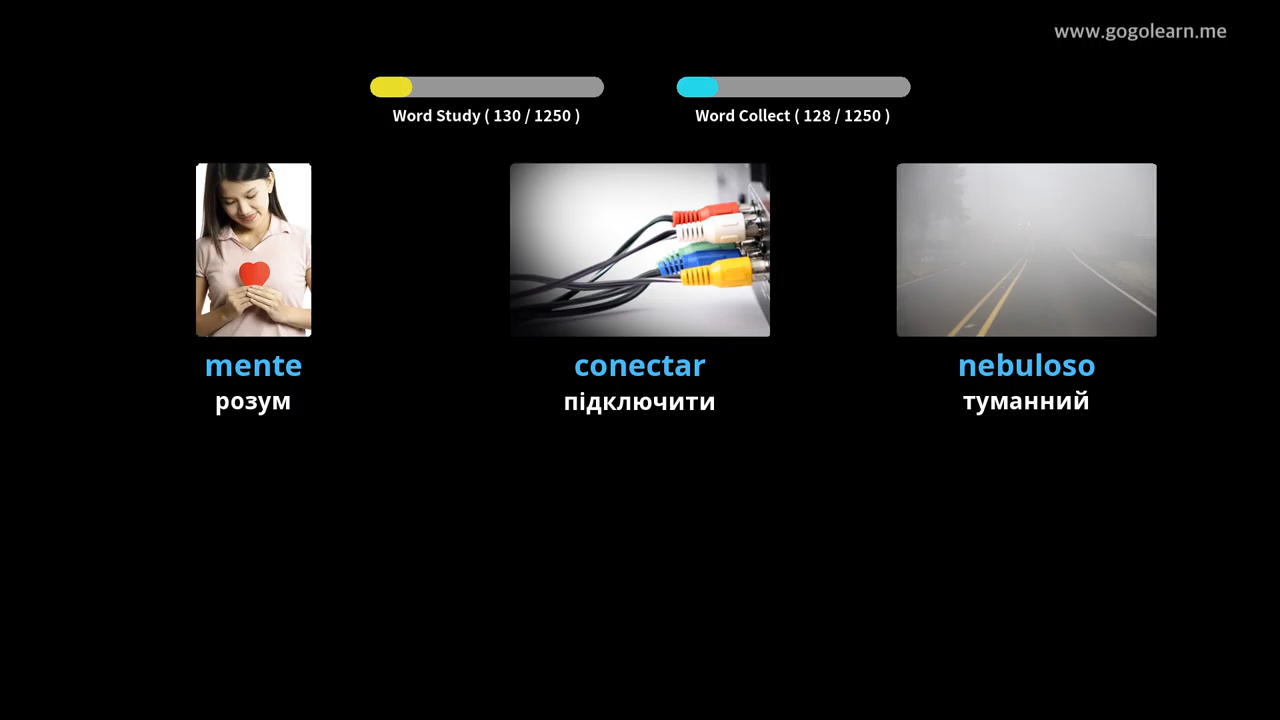 www.gogolearn.me
Word Study ( 130 / 1250 )
Word Collect ( 128 / 1250 )
mente
розум
conectar
підключити
nebuloso
туманний